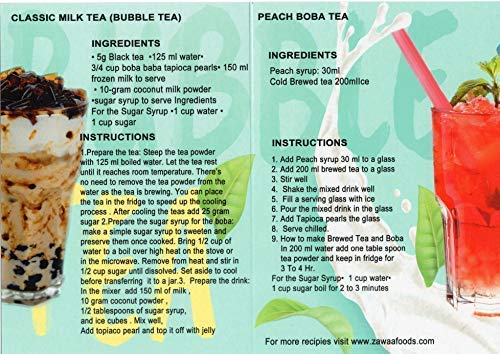 CLASSIC MILK TEA (BUBBLE TEA)
INGREDIENTS
• 5g Black tea •125 ml water•
3/4 cup boba baba tapioca pearls• 150 ml
frozen milk to serve
• 10-gram coconut milk powder
•sugar syrup to serve Ingredients
For the Sugar Syrup •1 cup water •
1 cup sugar
INSTRUCTIONS
1.Prepare the tea: Steep the tea powder
with 125 ml boiled water. Let the tea rest
until it reaches room temperature. There's
no need to remove the tea powder from the
water as the tea is brewing. You can place
the tea in the fridge to speed up the cooling
process . After cooling the teas add 25 gram
sugar 2.Prepare the sugar syrup for the boba:
make a simple sugar syrup to sweeten and
preserve them once cooked. Bring 1/2 cup of
water to a boil over high heat on the stove or
in the microwave. Remove from heat and stir in
1/2 cup sugar until dissolved. Set aside to cool
before transferring it to a jar.3. Prepare the drink:
In the mixer add 150 ml of milk ,
10 gram coconut powder ,
1/2 tablespoons of sugar syrup,
and ice cubes . Mix well,
Add topiaco pearl and top it off with jelly
PEACH BOBA TEA
INGREDIENTS
Peach syrup: 30ml
Cold Brewed tea 200mlIce
INSTRUCTIONS
1. Add Peach syrup 30 ml to a glass
2. Add 200 ml brewed tea to a glass
3. Stir well
4. Shake the mixed drink well
5. Fill a serving glass with ice
6. Pour the mixed drink in the glass
7. Add Tapioca pearls the glass
8. Serve chilled.
9. How to make Brewed Tea and Boba
In 200 ml water add one table spoon
tea powder and keep in fridge for
3 To 4 Hr.
For the Sugar Syrup• 1 cup water•
1 cup sugar boil for 2 to 3 minutes
For more recipies visit www.zawaafoods.com
BUBBLE
TEA